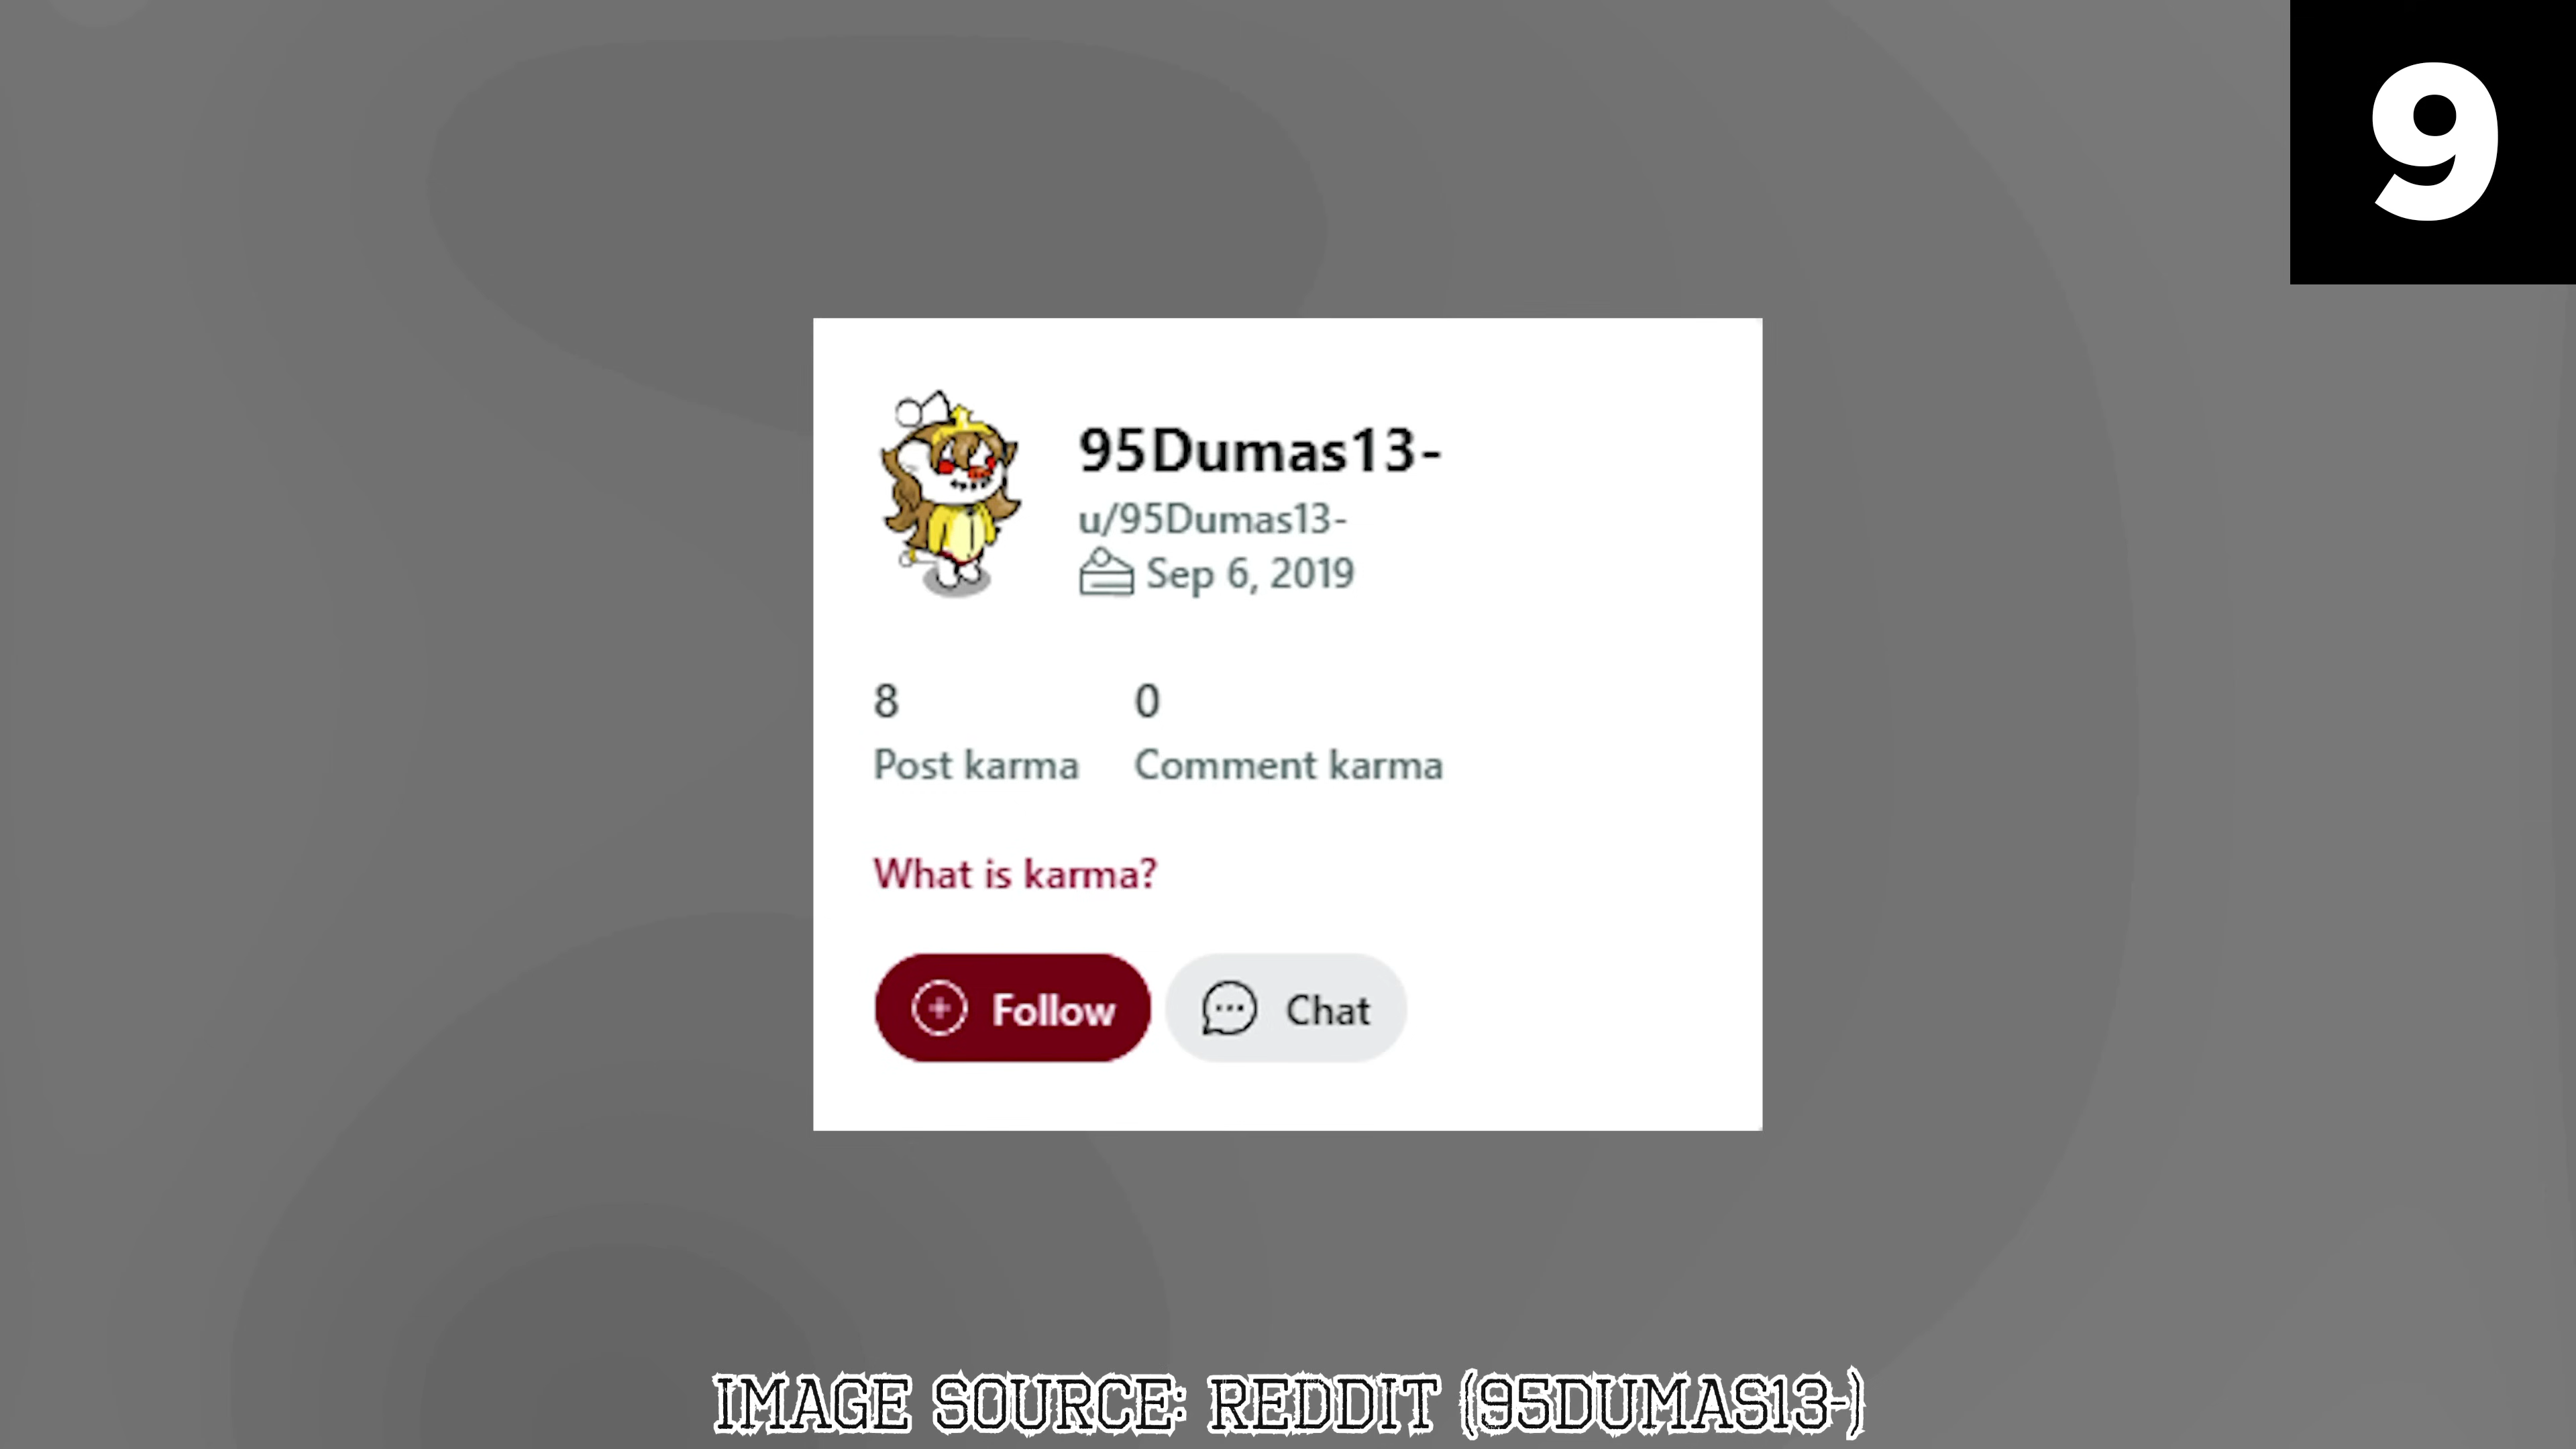 9
95Dumas13-
u/95Dumas13-
Sep 6, 2019
8 0
Post karma Comment karma
What is karma?
Follow Chat
IMAGE SOURCE: REDDIT (95DUMAS13-)